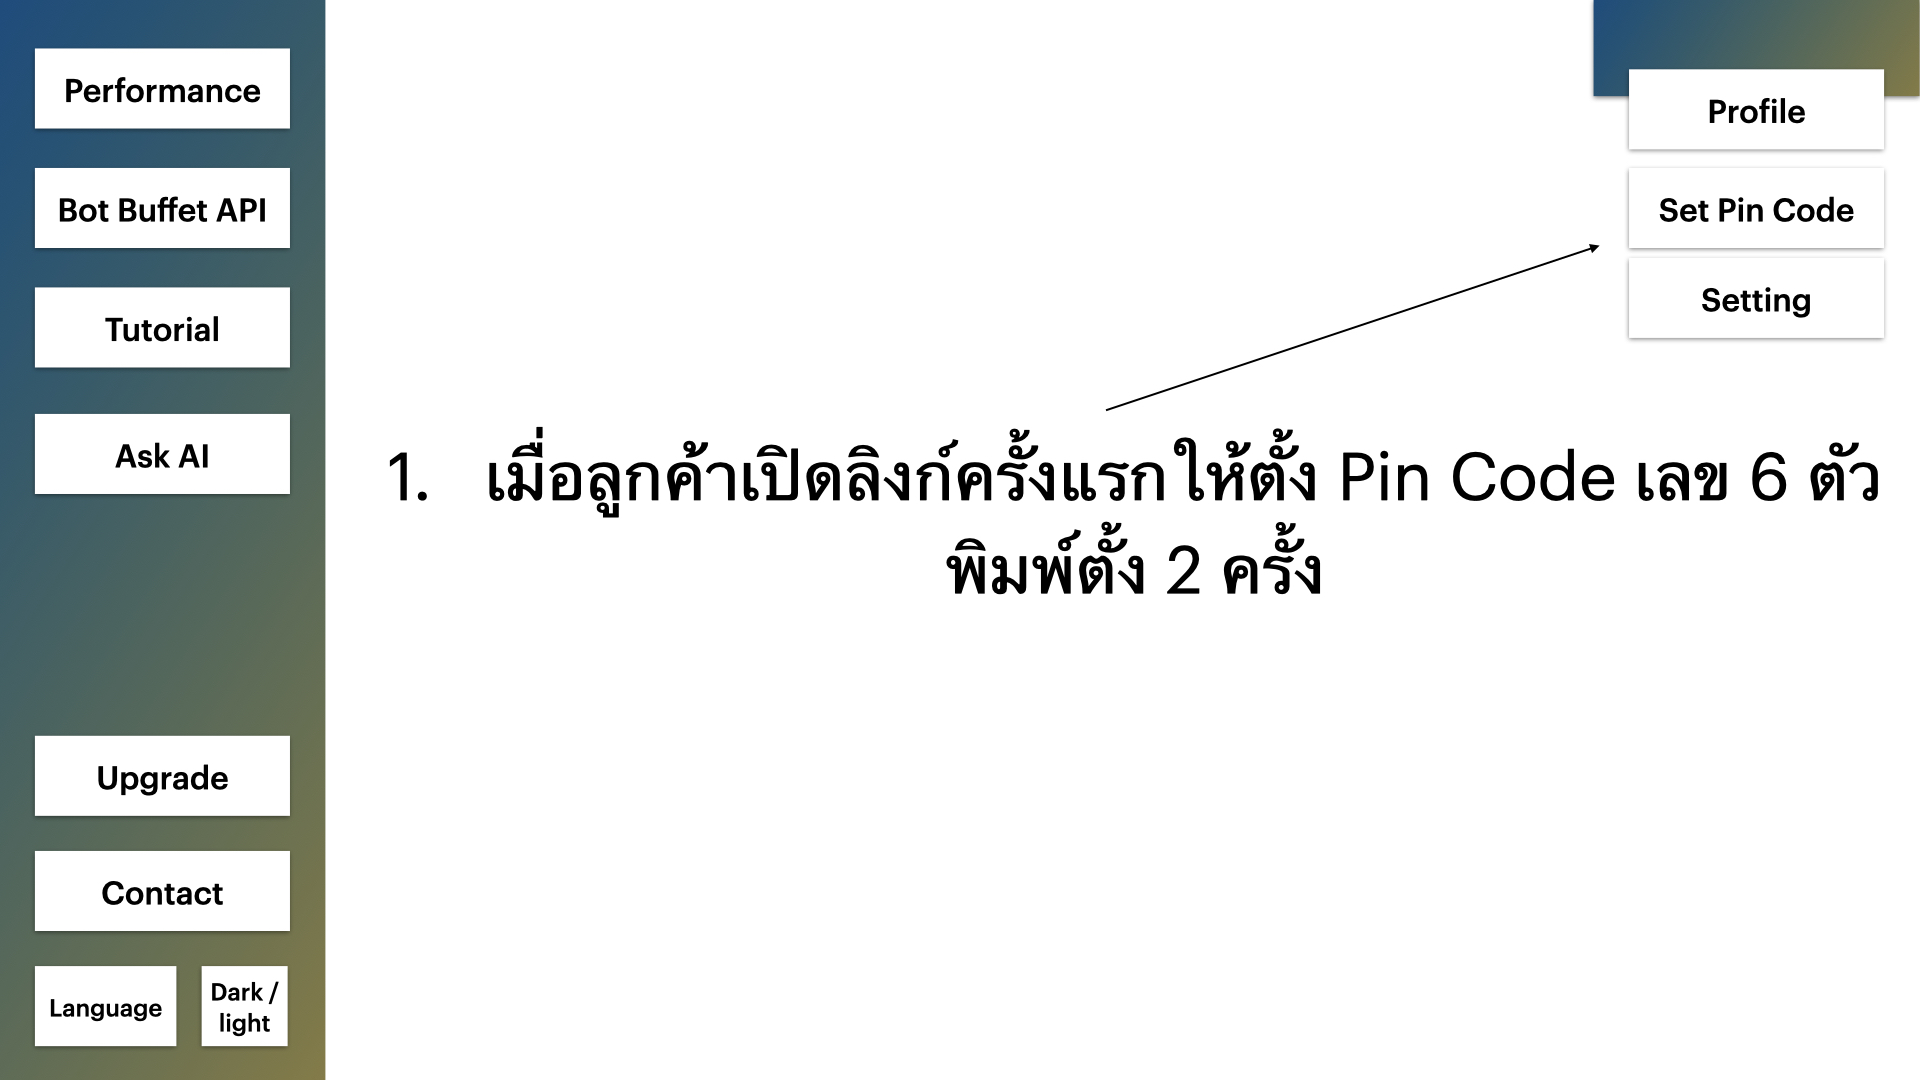 Performance
Bot Buffet API
Tutorial
Ask AI
Upgrade
Contact
Language
Dark /
light
Profile
Set Pin Code
Setting
1. เมื่อลูกค้าเปิดลิงก์ครั้งแรก ให้ตั้ง Pin Code เลข 6 ตัว
พิมพ์ตั้ง 2 ครั้ง